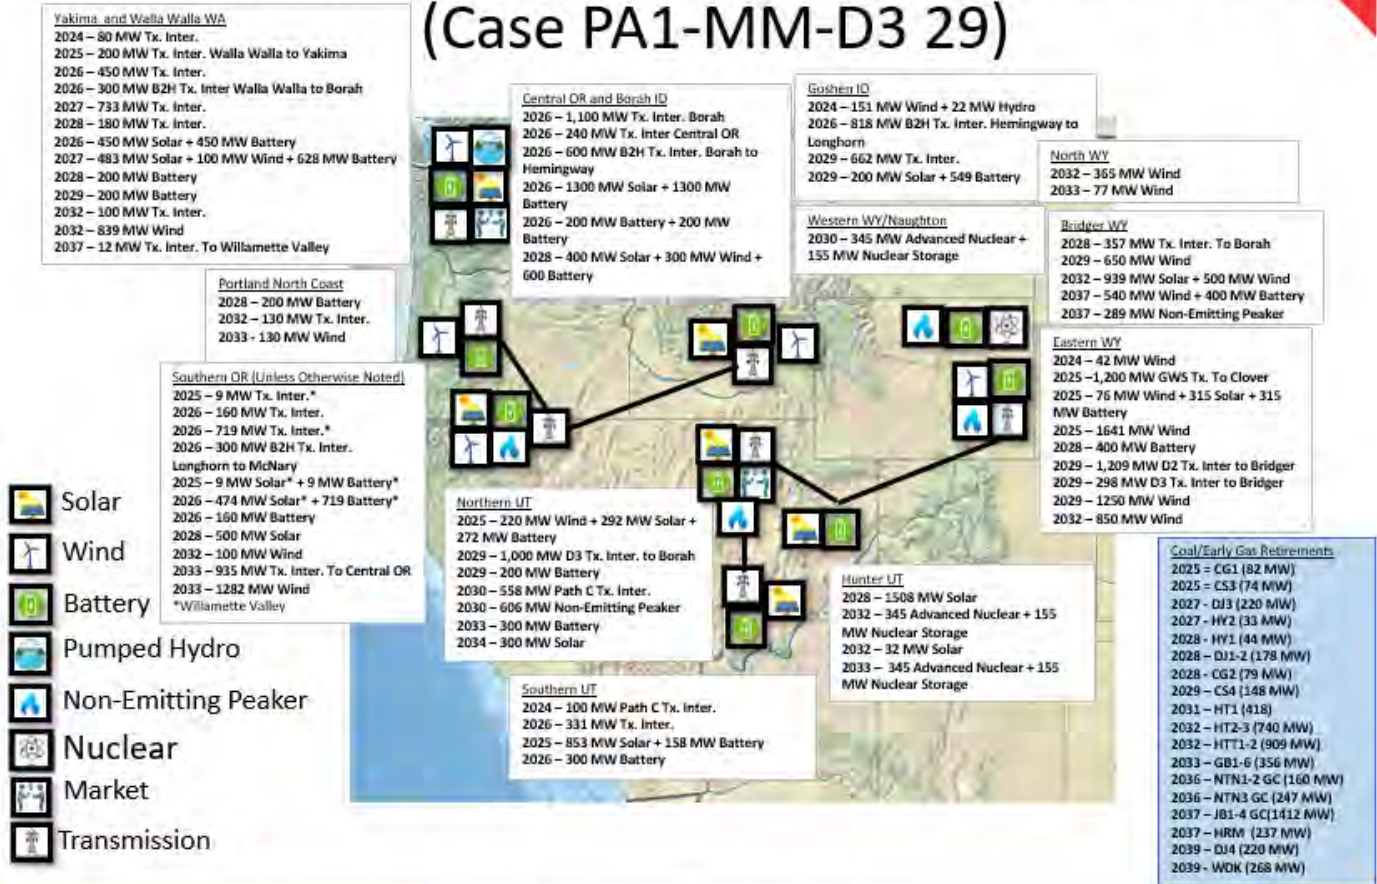 (Case PA1-MM-D3 29)
Yakima and Walla Walla WA
2024 – 80 MW Tx. Inter.
2025 – 200 MW Tx. Inter. Walla Walla to Yakima
2026 – 450 MW Tx. Inter.
2026 – 300 MW B2H Tx. Inter Walla Walla to Borah
2027 – 733 MW Tx. Inter.
2028 – 180 MW Tx. Inter.
2026 – 450 MW Solar + 450 MW Battery
2027 – 483 MW Solar + 100 MW Wind + 628 MW Battery
2028 – 200 MW Battery
2029 – 200 MW Battery
2032 – 100 MW Tx. Inter.
2032 – 839 MW Wind
2037 – 12 MW Tx. Inter. To Willamette Valley
Central OR and Borah ID
2026 – 1,100 MW Tx. Inter. Borah
2026 – 240 MW Tx. Inter Central OR
2026 – 600 MW B2H Tx. Inter. Borah to
Hemingway
2026 – 1300 MW Solar + 1300 MW
Battery
2026 – 200 MW Battery + 200 MW
Battery
2028 – 400 MW Solar + 300 MW Wind +
600 Battery
Goshen ID
2024 – 151 MW Wind + 22 MW Hydro
2026 – 818 MW B2H Tx. Inter. Hemingway to
Longhorn
2029 – 662 MW Tx. Inter.
2029 – 200 MW Solar + 549 Battery
North WY
2032 – 365 MW Wind
2033 – 77 MW Wind
Western WY/Naughton
2030 – 345 MW Advanced Nuclear +
155 MW Nuclear Storage
Bridger WY
2028 – 357 MW Tx. Inter. To Borah
2029 – 650 MW Wind
2032 – 939 MW Solar + 500 MW Wind
2037 – 540 MW Wind + 400 MW Battery
2037 – 289 MW Non-Emitting Peaker
Portland North Coast
2028 – 200 MW Battery
2032 – 130 MW Tx. Inter.
2033 - 130 MW Wind
Eastern WY
2024 – 42 MW Wind
2025 –1,200 MW GWS Tx. To Clover
2025 – 76 MW Wind + 315 Solar + 315
MW Battery
2025 – 1641 MW Wind
2028 – 400 MW Battery
2029 – 1,209 MW D2 Tx. Inter to Bridger
2029 – 298 MW D3 Tx. Inter to Bridger
2029 – 1250 MW Wind
2032 – 850 MW Wind
Southern OR (Unless Otherwise Noted)
2025 – 9 MW Tx. Inter.*
2026 – 160 MW Tx. Inter.
2026 – 719 MW Tx. Inter.*
2026 – 300 MW B2H Tx. Inter.
Longhorn to McNary
2025 – 9 MW Solar* + 9 MW Battery*
2026 – 474 MW Solar* + 719 Battery*
2026 – 160 MW Battery
2028 – 500 MW Solar
2032 – 100 MW Wind
2033 – 935 MW Tx. Inter. To Central OR
2033 – 1282 MW Wind
*Willamette Valley
Northern UT
2025 – 220 MW Wind + 292 MW Solar +
272 MW Battery
2029 – 1,000 MW D3 Tx. Inter. to Borah
2029 – 200 MW Battery
2030 – 558 MW Path C Tx. Inter.
2030 – 606 MW Non-Emitting Peaker
2033 – 300 MW Battery
2034 – 300 MW Solar
Hunter UT
2028 – 1508 MW Solar
2032 – 345 Advanced Nuclear + 155
MW Nuclear Storage
2032 – 32 MW Solar
2033 – 345 Advanced Nuclear + 155
MW Nuclear Storage
Southern UT
2024 – 100 MW Path C Tx. Inter.
2026 – 331 MW Tx. Inter.
2025 – 853 MW Solar + 158 MW Battery
2026 – 300 MW Battery
Solar
Wind
Battery
Pumped Hydro
Non-Emitting Peaker
Nuclear
Market
Transmission
Coal/Early Gas Retirements
2025 = CG1 (82 MW)
2025 = CS3 (74 MW)
2027 - DJ3 (220 MW)
2027 - HY2 (33 MW)
2028 - HY1 (44 MW)
2028 – DJ1-2 (178 MW)
2028 - CG2 (79 MW)
2029 – CS4 (148 MW)
2031 – HT1 (418)
2032 – HT2-3 (740 MW)
2032 – HTT1-2 (909 MW)
2033 – GB1-6 (356 MW)
2036 – NTN1-2 GC (160 MW)
2036 – NTN3 GC (247 MW)
2037 – JB1-4 GC(1412 MW)
2037 – HRM (237 MW)
2039 – DJ4 (220 MW)
2039 - WDK (268 MW)